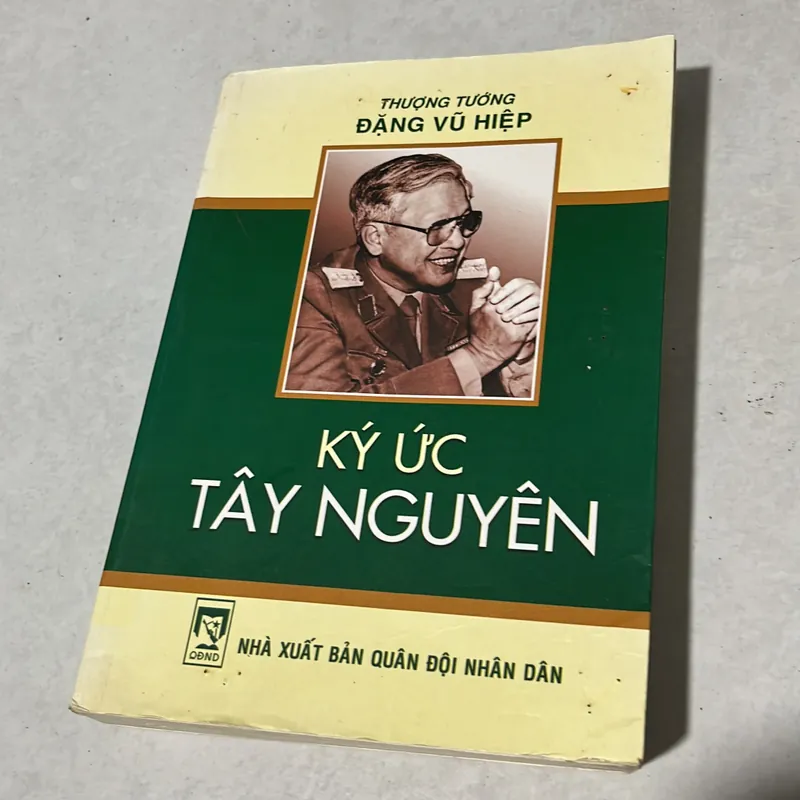 THƯỢNG TƯỚNG
ĐẶNG VŨ HIỆP
KÝ ỨC
TÂY NGUYÊN
QĐND
NHÀ XUẤT BẢN QUÂN ĐỘI NHÂN DÂN